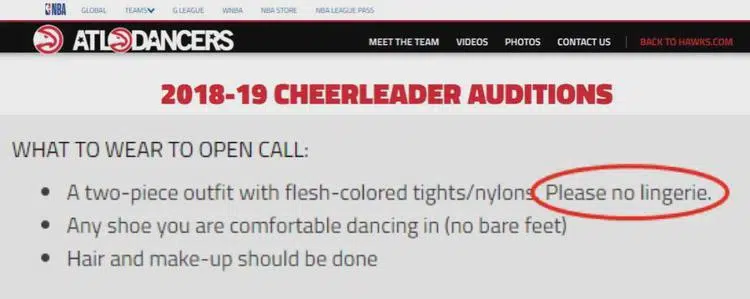 NBA GLOBAL TEAMS G LEAGUE WNBA NBA STORE NBA LEAGUE PASS
ATL DANCERS MEET THE TEAM VIDEOS PHOTOS CONTACT US BACK TO HAWKS.COM
2018-19 CHEERLEADER AUDITIONS
WHAT TO WEAR TO OPEN CALL:
• A two-piece outfit with flesh-colored tights/nylons. Please no lingerie.
• Any shoe you are comfortable dancing in (no bare feet)
• Hair and make-up should be done